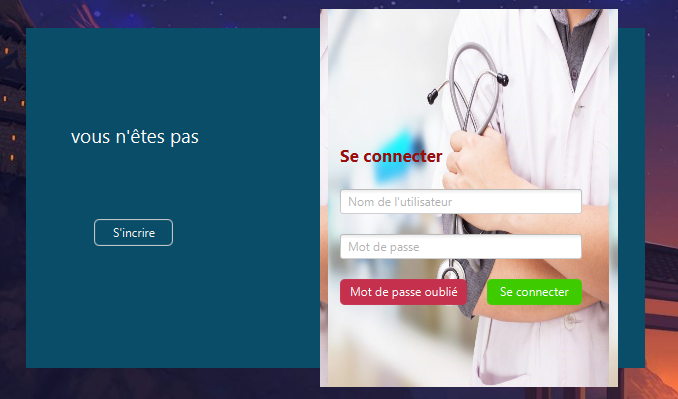 vous n'êtes pas
S'incrire
Se connecter
Nom de l'utilisateur
Mot de passe
Mot de passe oublié
Se connecter